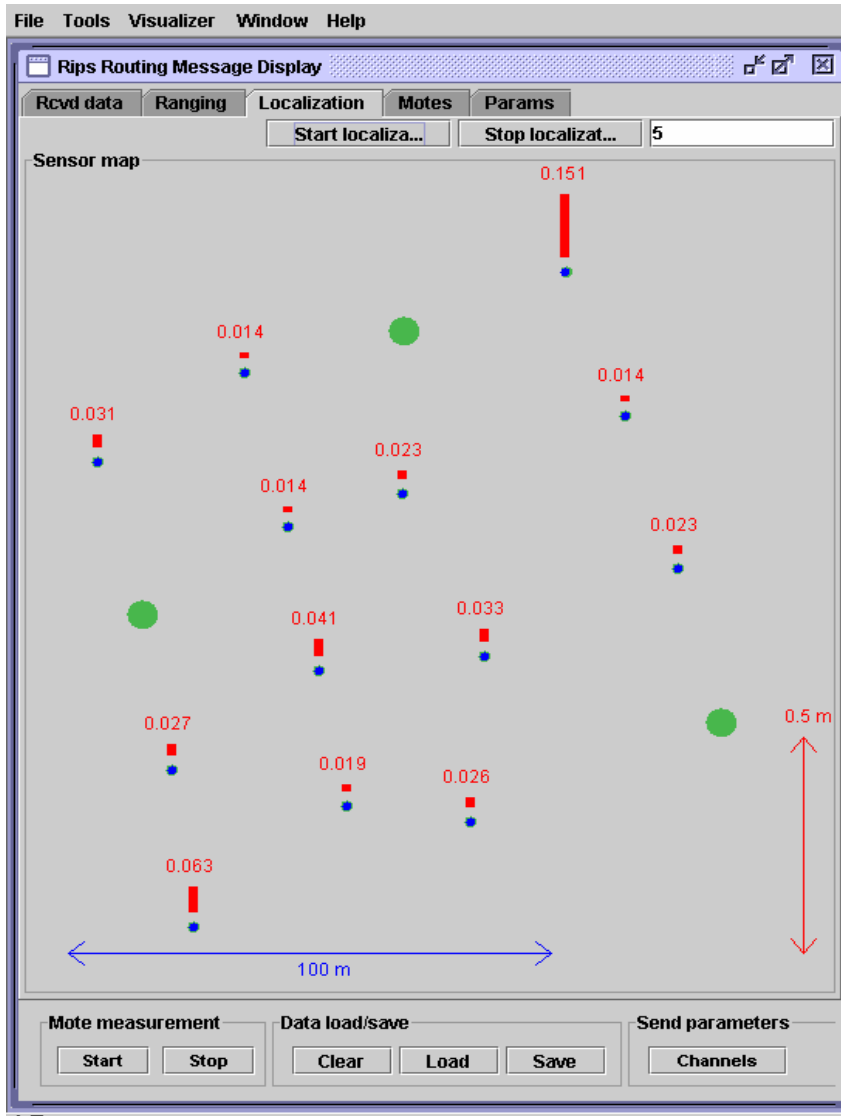 File Tools Visualizer Window Help
Rips Routing Message Display
Rcvd data Ranging Localization Motes Params
Start localiza... Stop localizat... 5
Sensor map
0.151
0.014
0.014
0.031
0.023
0.014
0.023
0.033
0.041
0.5 m
0.027
0.019
0.026
0.063
100 m
Mote measurement Data load/save Send parameters
Start Stop Clear Load Save Channels